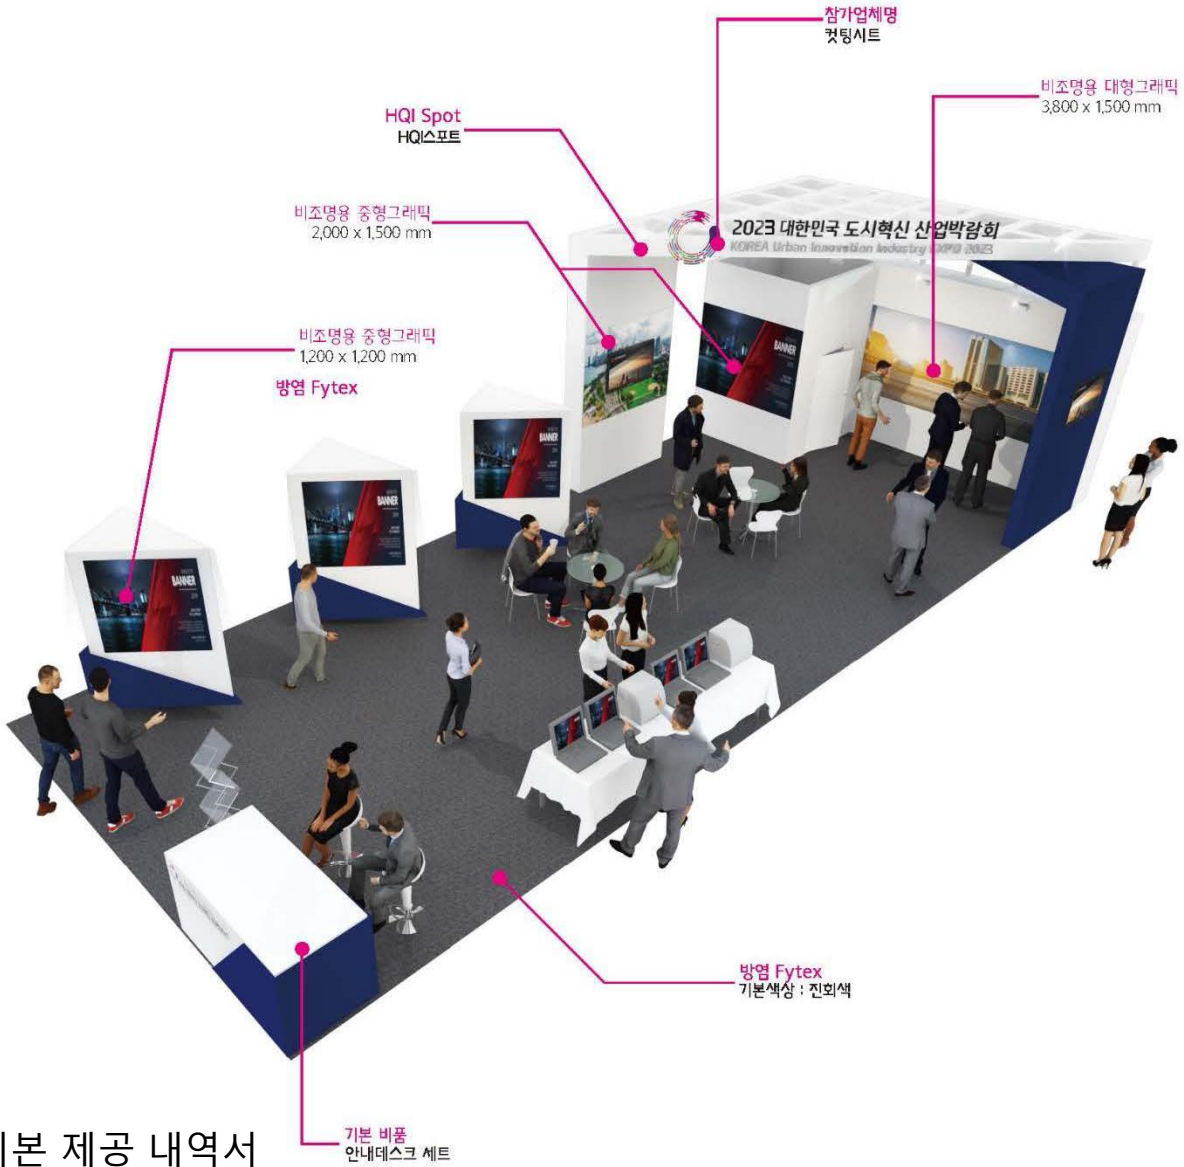 참가업체명
컷팅시트
비조명용 대형그래픽
3,800 x 1,500 mm
HQI Spot
HQI스포트
비조명용 중형그래픽
2,000 x 1,500 mm
2023 대한민국 도시혁신 산업박람회
KOREA Urban Innovation Industry EXPO 2023
비조명용 중형그래픽
1,200 x 1,200 mm
방염 Fytex
BANNER
BANNER
BANNER
BANNER
방염 Fytex
기본색상 : 진회색
기본 비품
안내데스크 세트
기본 제공 내역서